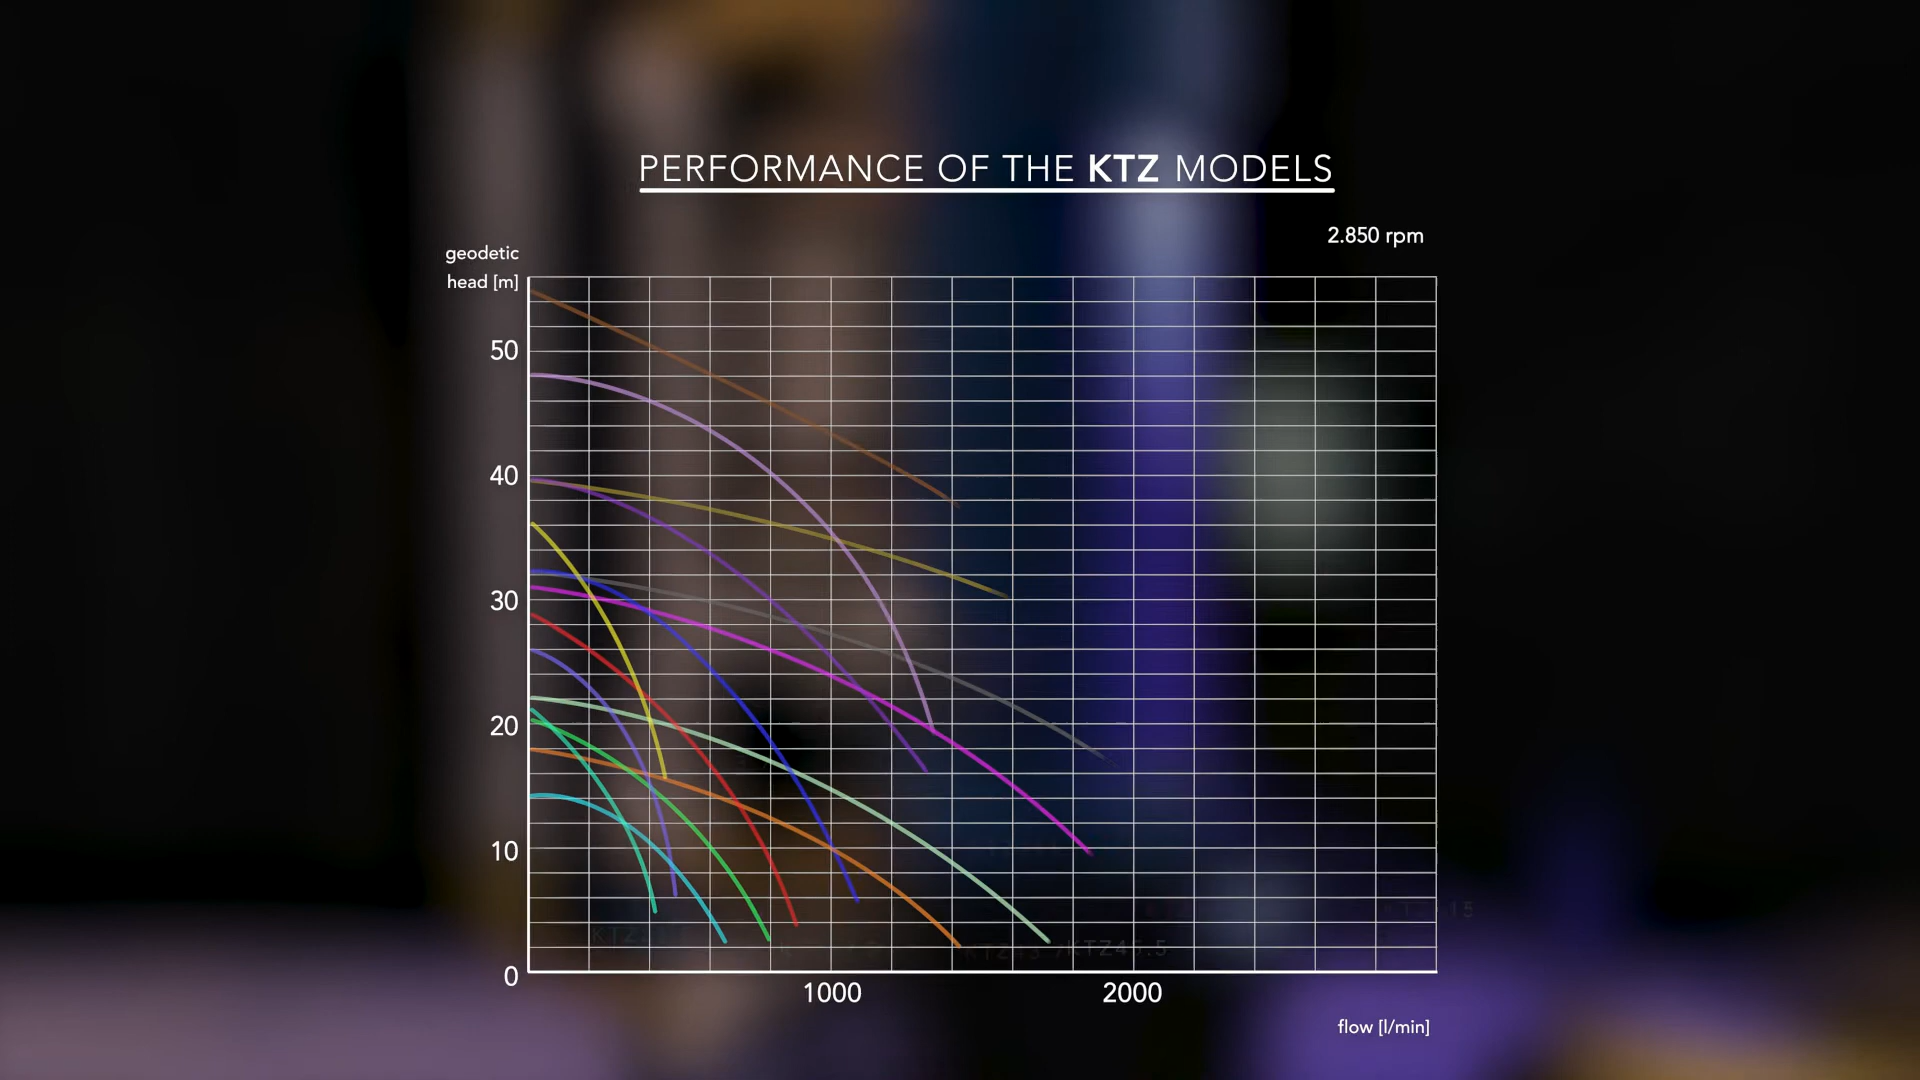 PERFORMANCE OF THE KTZ MODELS
2.850 rpm
geodetic
head [m]
50
40
30
20
10
0
1000
2000
flow [l/min]